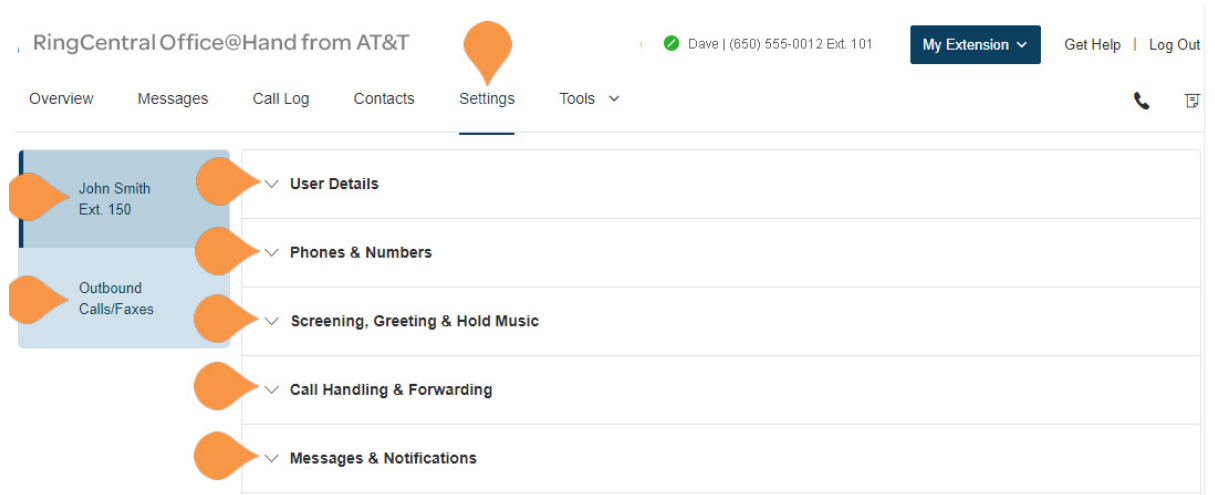 RingCentral Office@Hand from AT&T
Dave | (650) 555-0012 Ext. 101
My Extension
Get Help | Log Out
Overview Messages Call Log Contacts Settings Tools
John Smith
Ext. 150
Outbound
Calls/Faxes
User Details
Phones & Numbers
Screening, Greeting & Hold Music
Call Handling & Forwarding
Messages & Notifications